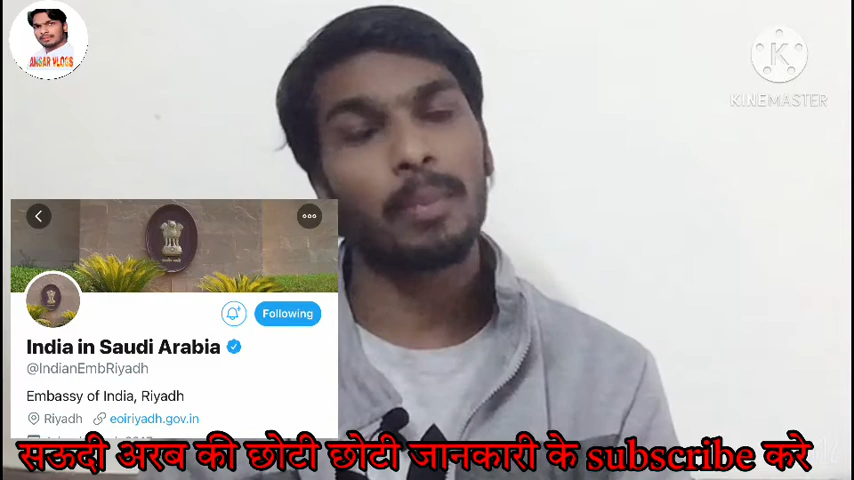 ANSAR VLOGS
KINEMASTER
Following
India in Saudi Arabia
@IndianEmbRiyadh
Embassy of India, Riyadh
Riyadh eoiriyadh.gov.in
सऊदी अरब की छोटी छोटी जानकारी के subscribe करे